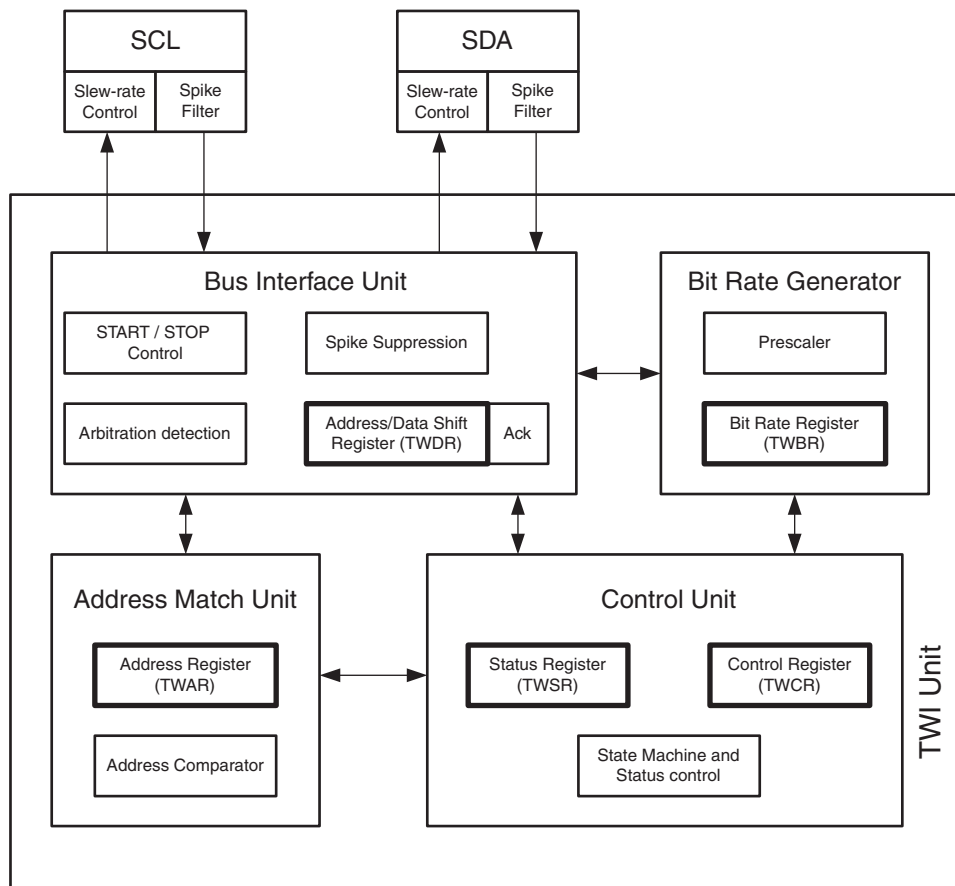 SCL
Slew-rate
Control
Spike
Filter
SDA
Slew-rate
Control
Spike
Filter
Bus Interface Unit
START / STOP
Control
Spike Suppression
Arbitration detection
Address/Data Shift
Register (TWDR)
Ack
Bit Rate Generator
Prescaler
Bit Rate Register
(TWBR)
Address Match Unit
Address Register
(TWAR)
Address Comparator
Control Unit
Status Register
(TWSR)
Control Register
(TWCR)
State Machine and
Status control
TWI Unit